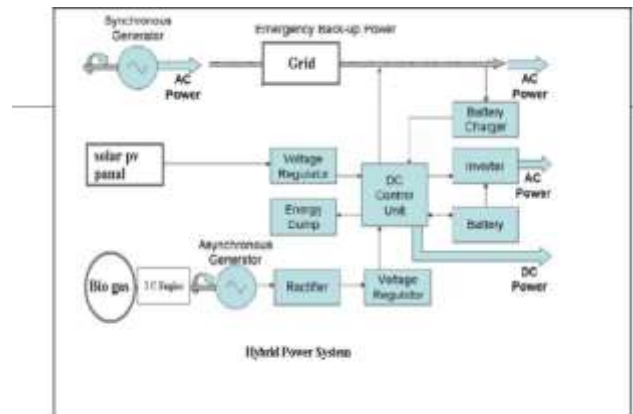 Synchronous
Generator
Emergency Back-up Power
Grid
AC
Power
AC
Power
Battery
Charger
solar pv
panal
Voltage
Regulator
DC
Control
Unit
Inverter
AC
Power
Energy
Dump
Battery
Asynchronous
Generator
DC
Power
Bio gas
I C Engine
Rectifier
Voltage
Regulator
Hybrid Power System